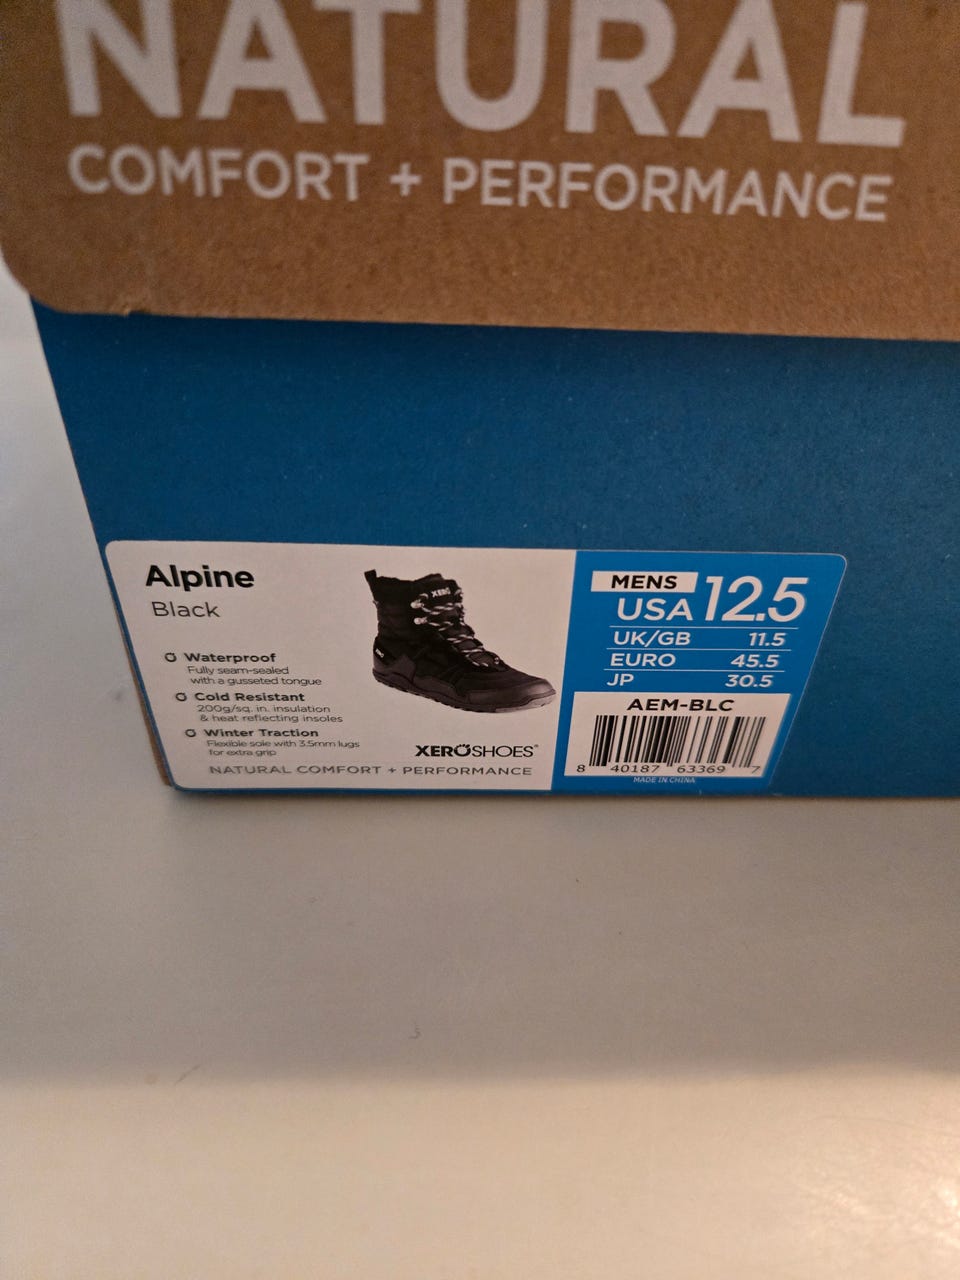 NATURAL
COMFORT + PERFORMANCE
Alpine
Black
Waterproof
Fully seam-sealed
with a gusseted tongue
Cold Resistant
200g/sq. in. insulation
& heat reflecting insoles
Winter Traction
Flexible sole with 3.5mm lugs
for extra grip
XERO
XEROSHOES®
NATURAL COMFORT + PERFORMANCE
MENS
USA 12.5
UK/GB 11.5
EURO 45.5
JP 30.5
AEM-BLC
8 40187 63369 7
MADE IN CHINA